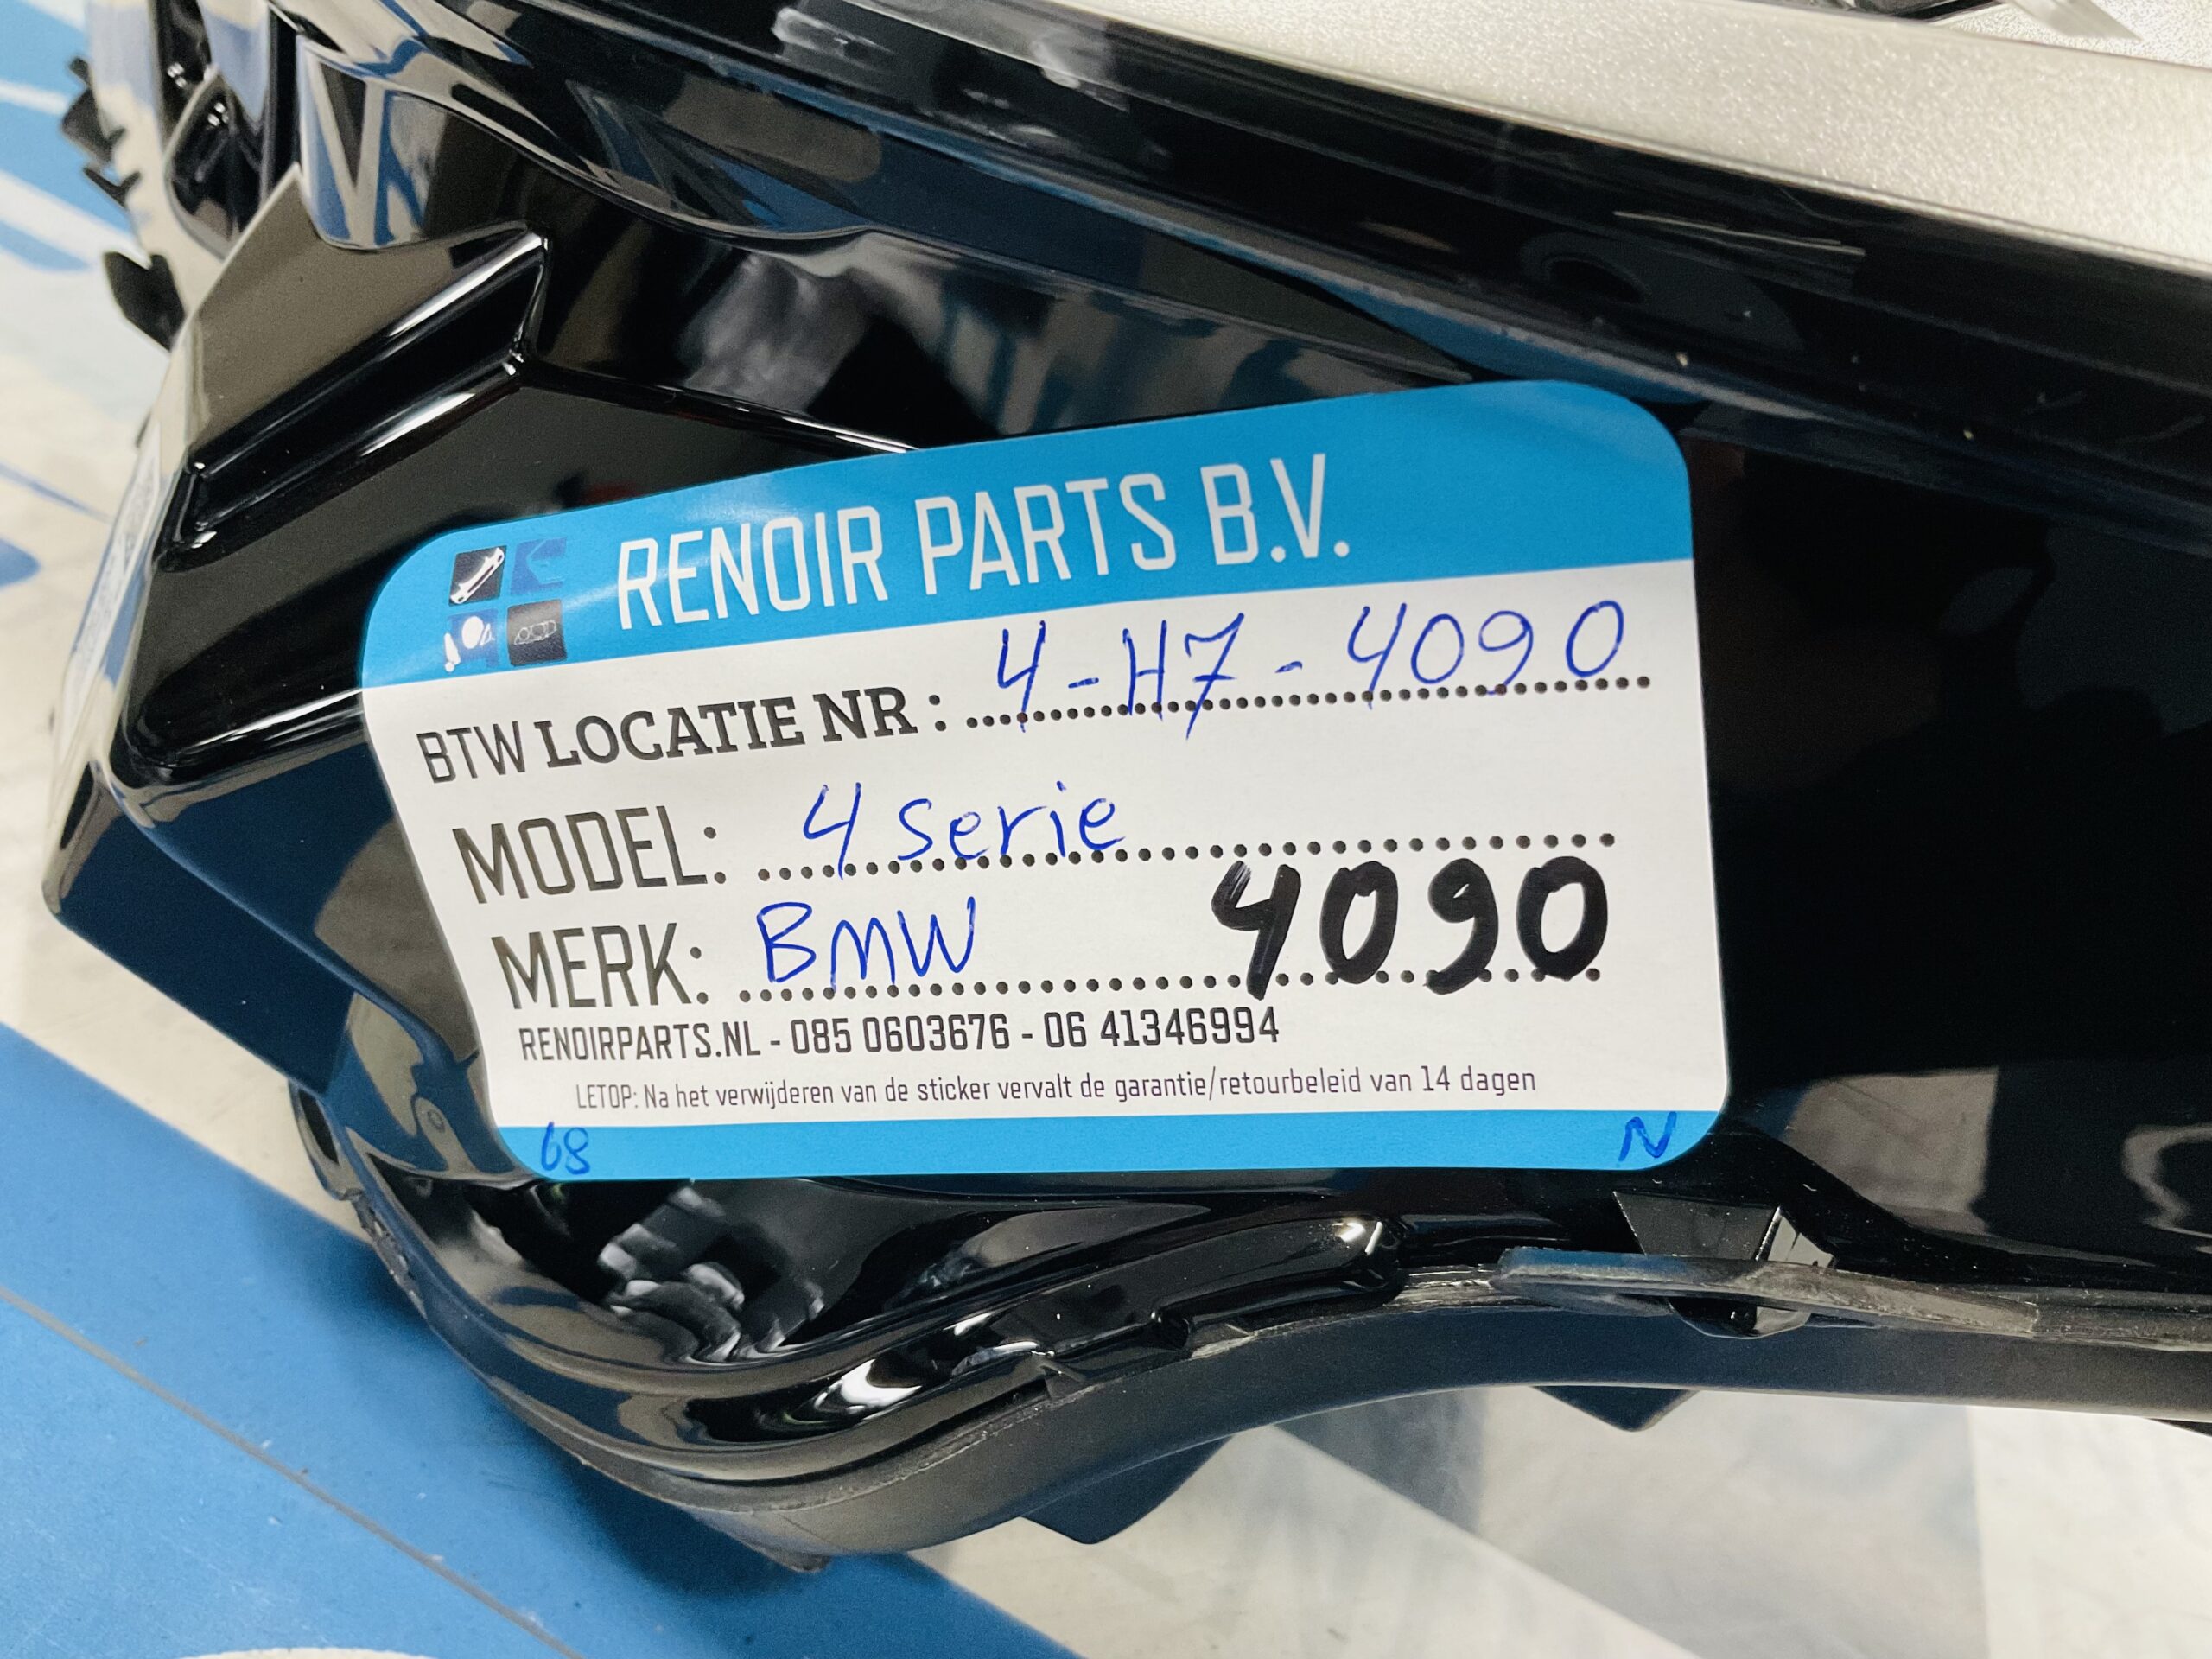 RENOIR PARTS B.V.
BTW LOCATIE NR : 4-H7-4090
MODEL: 4 serie
MERK: BMW 4090
RENOIRPARTS.NL - 085 0603676 - 06 41346994
LETOP: Na het verwijderen van de sticker vervalt de garantie/retourbeleid van 14 dagen
68 N